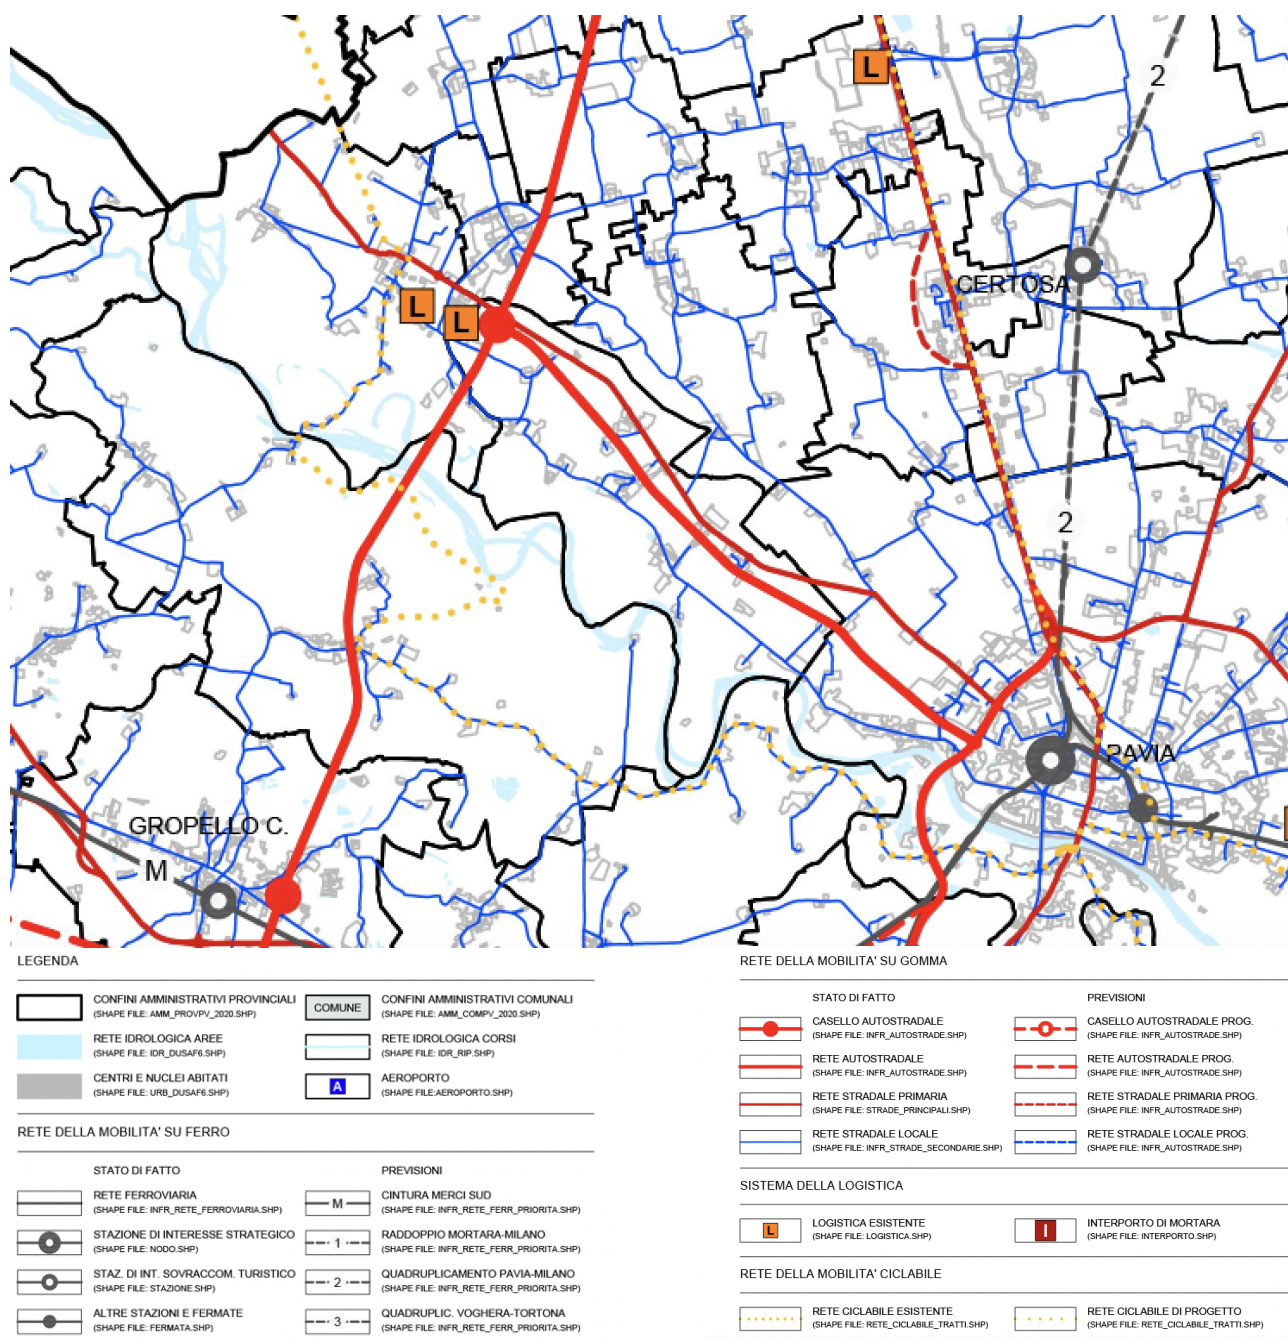 L
2
CERTOSA
L
L
2
PAVIA
GROPELLO C.
M
LEGENDA
CONFINI AMMINISTRATIVI PROVINCIALI
(SHAPE FILE: AMM_PROVPV_2020.SHP)
COMUNE
CONFINI AMMINISTRATIVI COMUNALI
(SHAPE FILE: AMM_COMPV_2020.SHP)
RETE IDROLOGICA AREE
(SHAPE FILE: IDR_DUSAF6.SHP)
RETE IDROLOGICA CORSI
(SHAPE FILE: IDR_RIP.SHP)
CENTRI E NUCLEI ABITATI
(SHAPE FILE: URB_DUSAF6.SHP)
A
AEROPORTO
(SHAPE FILE:AEROPORTO.SHP)
RETE DELLA MOBILITA' SU FERRO
STATO DI FATTO
PREVISIONI
RETE FERROVIARIA
(SHAPE FILE: INFR_RETE_FERROVIARIA.SHP)
M
CINTURA MERCI SUD
(SHAPE FILE: INFR_RETE_FERR_PRIORITA.SHP)
STAZIONE DI INTERESSE STRATEGICO
(SHAPE FILE: NODO.SHP)
1
RADDOPPIO MORTARA-MILANO
(SHAPE FILE: INFR_RETE_FERR_PRIORITA.SHP)
STAZ. DI INT. SOVRACCOM. TURISTICO
(SHAPE FILE: STAZIONE.SHP)
2
QUADRUPLICAMENTO PAVIA-MILANO
(SHAPE FILE: INFR_RETE_FERR_PRIORITA.SHP)
ALTRE STAZIONI E FERMATE
(SHAPE FILE: FERMATA.SHP)
3
QUADRUPLIC. VOGHERA-TORTONA
(SHAPE FILE: INFR_RETE_FERR_PRIORITA.SHP)
RETE DELLA MOBILITA' SU GOMMA
STATO DI FATTO
PREVISIONI
CASELLO AUTOSTRADALE
(SHAPE FILE: INFR_AUTOSTRADE.SHP)
CASELLO AUTOSTRADALE PROG.
(SHAPE FILE: INFR_AUTOSTRADE.SHP)
RETE AUTOSTRADALE
(SHAPE FILE: INFR_AUTOSTRADE.SHP)
RETE AUTOSTRADALE PROG.
(SHAPE FILE: INFR_AUTOSTRADE.SHP)
RETE STRADALE PRIMARIA
(SHAPE FILE: STRADE_PRINCIPALI.SHP)
RETE STRADALE PRIMARIA PROG.
(SHAPE FILE: INFR_AUTOSTRADE.SHP)
RETE STRADALE LOCALE
(SHAPE FILE: INFR_STRADE_SECONDARIE.SHP)
RETE STRADALE LOCALE PROG.
(SHAPE FILE: INFR_AUTOSTRADE.SHP)
SISTEMA DELLA LOGISTICA
L
LOGISTICA ESISTENTE
(SHAPE FILE: LOGISTICA.SHP)
I
INTERPORTO DI MORTARA
(SHAPE FILE: INTERPORTO.SHP)
RETE DELLA MOBILITA' CICLABILE
RETE CICLABILE ESISTENTE
(SHAPE FILE: RETE_CICLABILE_TRATTI.SHP)
RETE CICLABILE DI PROGETTO
(SHAPE FILE: RETE_CICLABILE_TRATTI.SHP)